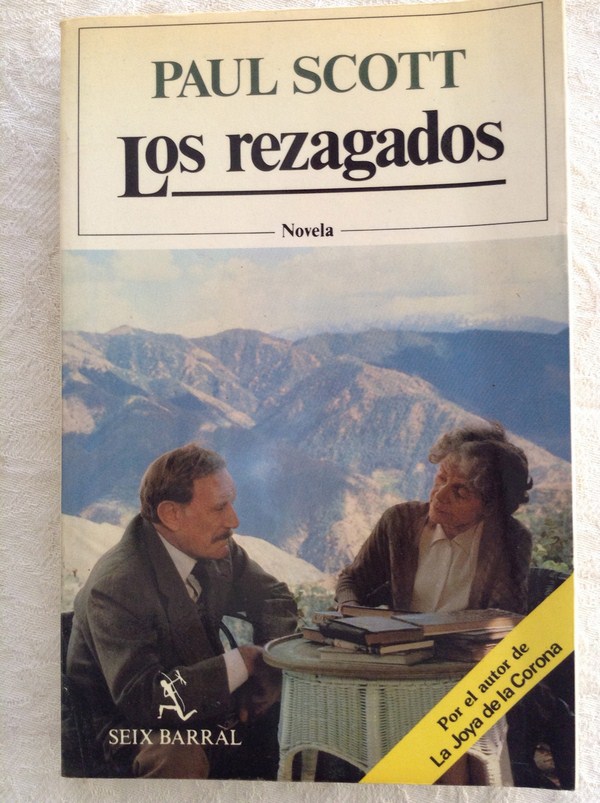 PAUL SCOTT
Los rezagados
Novela
Por el autor de
La Joya de la Corona
SEIX BARRAL